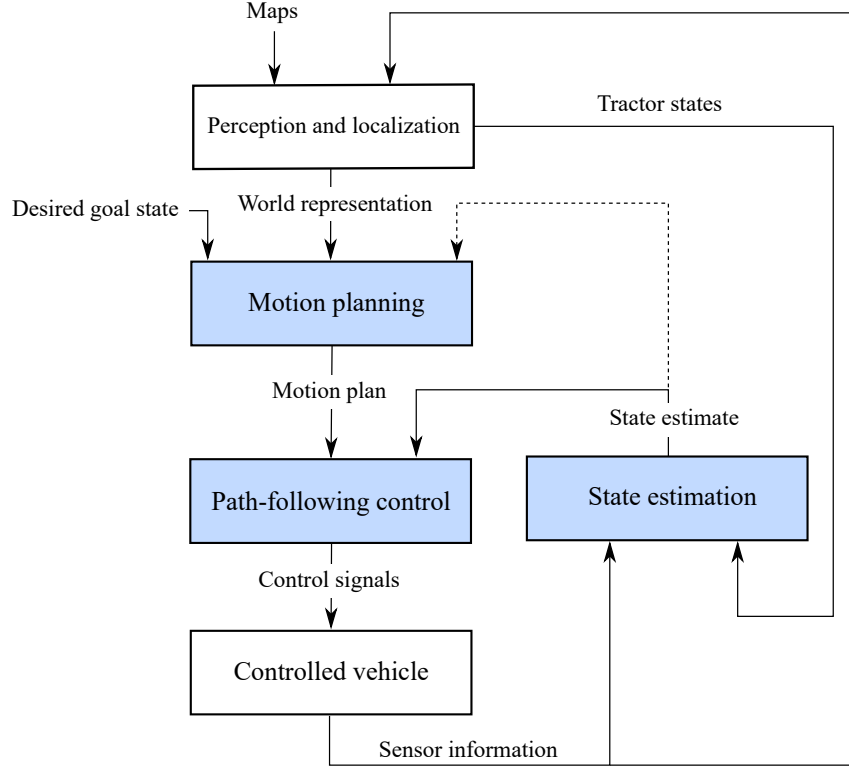 Maps
Perception and localization
Tractor states
World representation
Desired goal state
Motion planning
Motion plan
State estimate
Path-following control
State estimation
Control signals
Controlled vehicle
Sensor information